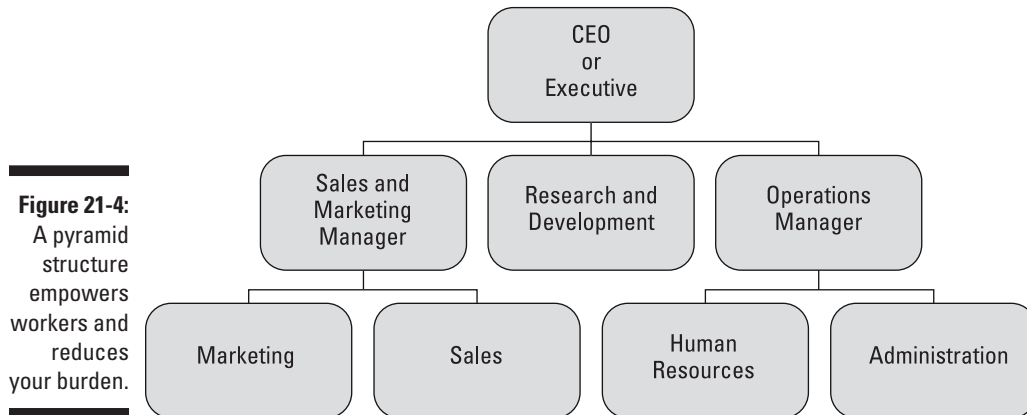 CEO
or
Executive
Sales and
Marketing
Manager
Research and
Development
Operations
Manager
Figure 21-4:
A pyramid
structure
empowers
workers and
reduces
your burden.
Marketing
Sales
Human
Resources
Administration